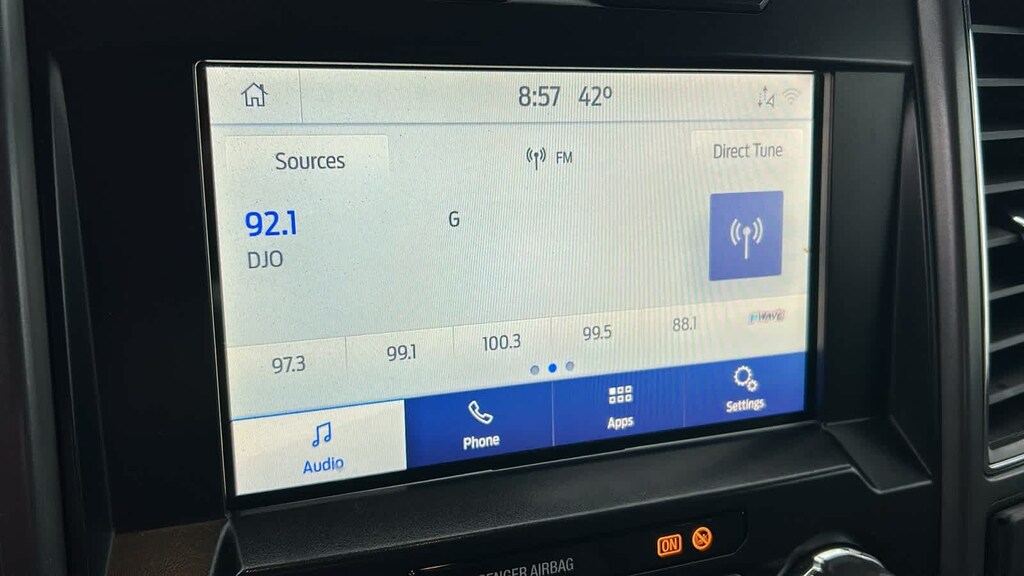 8:57 42°
Sources
FM
Direct Tune
92.1
G
DJO
97.3 99.1 100.3 99.5 88.1
Audio
Phone
Apps
Settings
ON
AIRBAG